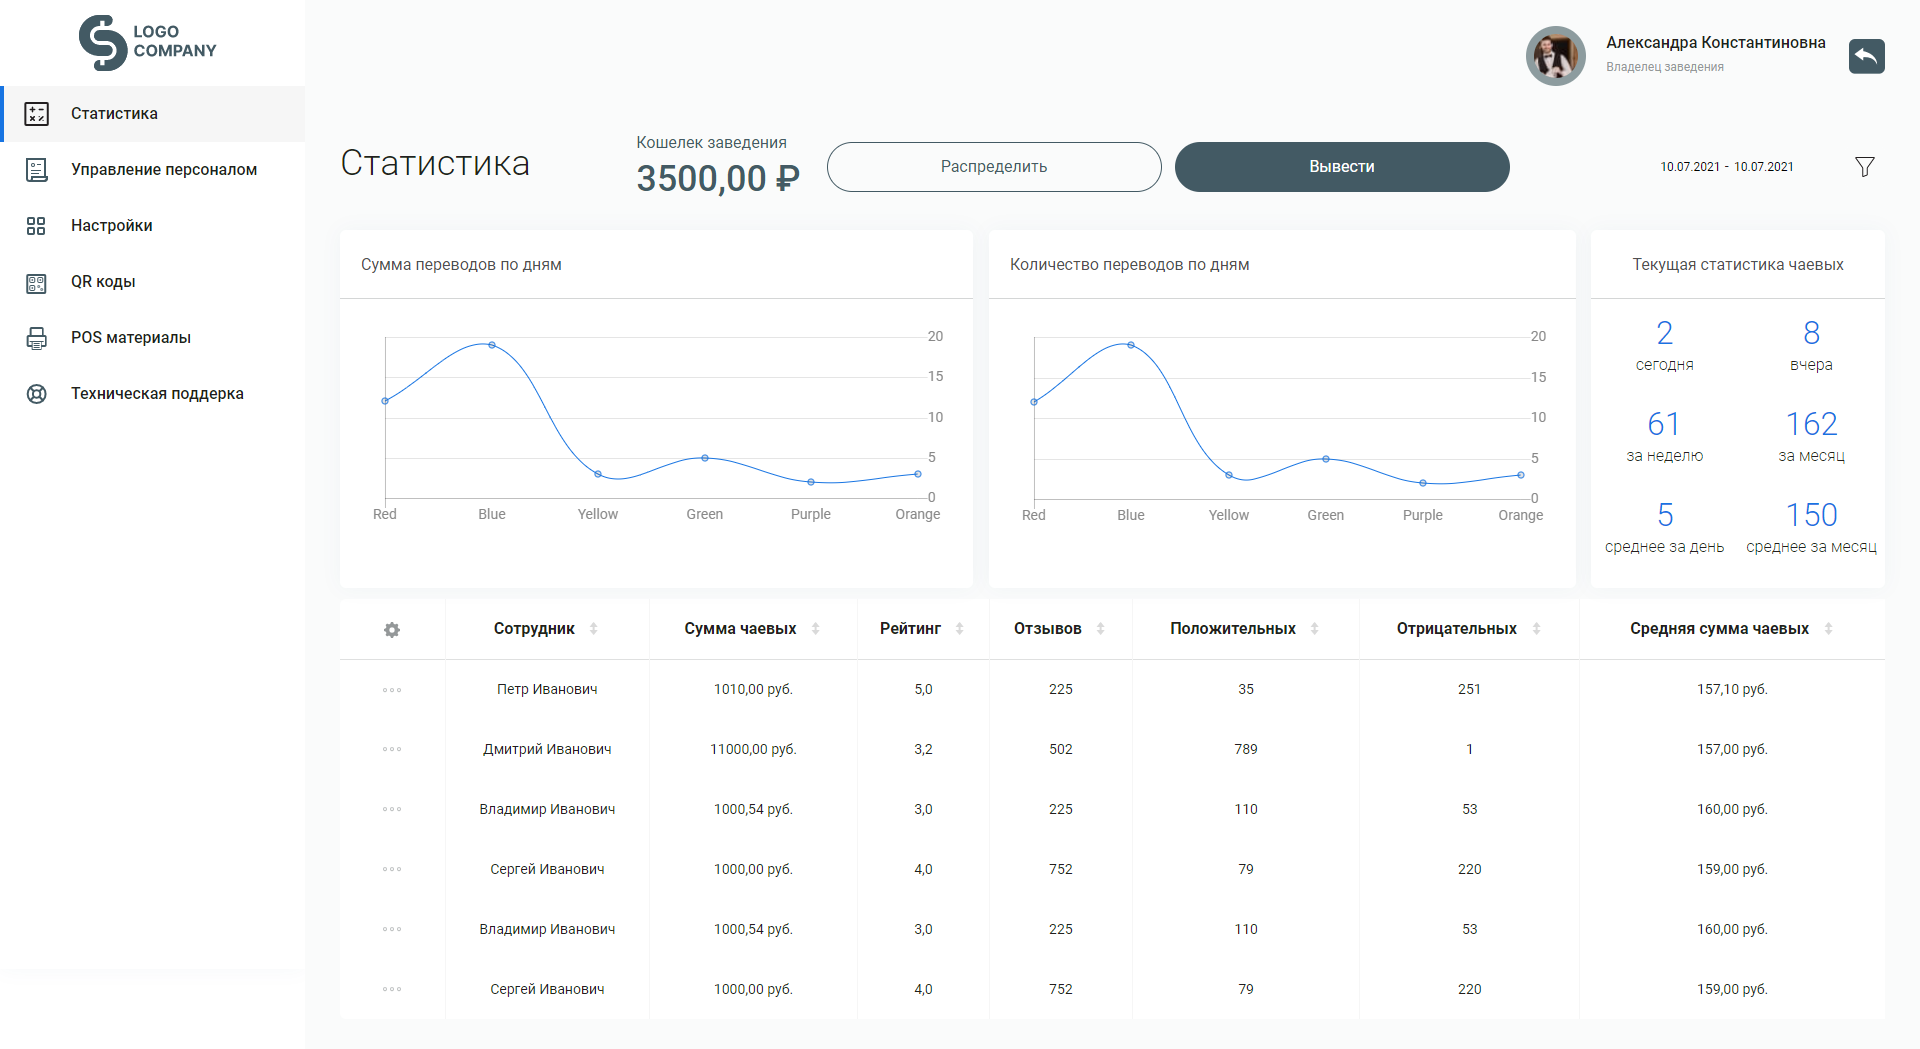 LOGO
COMPANY
Александра Константиновна
Владелец заведения
Статистика
Управление персоналом
Настройки
QR коды
POS материалы
Техническая поддержка
Статистика
Кошелек заведения
3500,00 ₽
Распределить
Вывести
10.07.2021 - 10.07.2021
Сумма переводов по дням
20
15
10
5
0
Red Blue Yellow Green Purple Orange
Количество переводов по дням
20
15
10
5
0
Red Blue Yellow Green Purple Orange
Текущая статистика чаевых
2 8
сегодня вчера
61 162
за неделю за месяц
5 150
среднее за день среднее за месяц
Сотрудник Сумма чаевых Рейтинг Отзывов Положительных Отрицательных Средняя сумма чаевых
Петр Иванович 1010,00 руб. 5,0 225 35 251 157,10 руб.
Дмитрий Иванович 11000,00 руб. 3,2 502 789 1 157,00 руб.
Владимир Иванович 1000,54 руб. 3,0 225 110 53 160,00 руб.
Сергей Иванович 1000,00 руб. 4,0 752 79 220 159,00 руб.
Владимир Иванович 1000,54 руб. 3,0 225 110 53 160,00 руб.
Сергей Иванович 1000,00 руб. 4,0 752 79 220 159,00 руб.